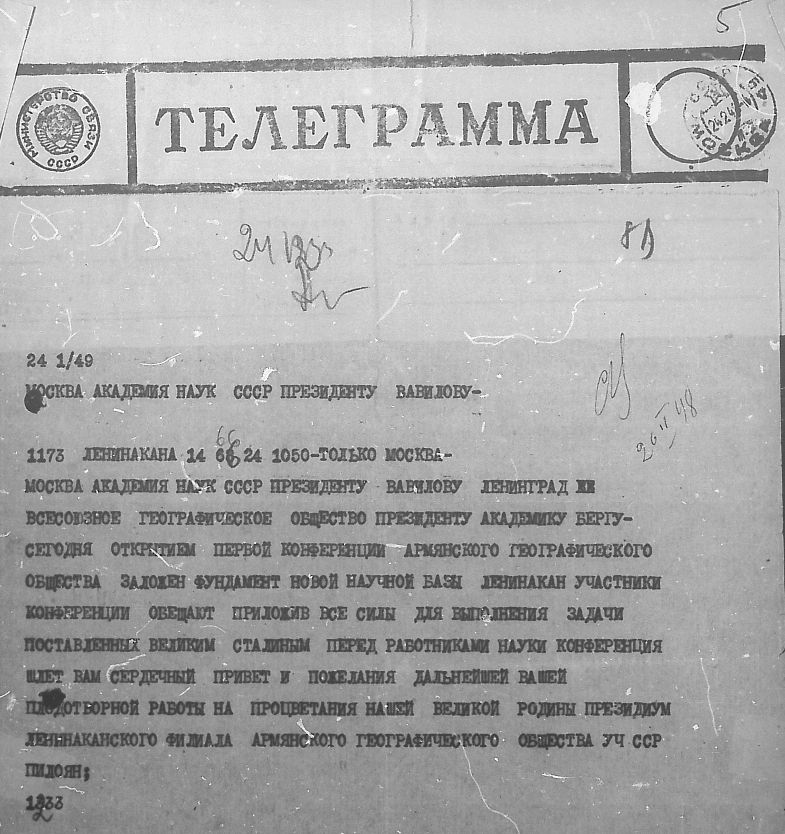 5
МИНИСТЕРСТВО СВЯЗИ
СССР
ТЕЛЕГРАММА
24 1/49
МОСКВА АКАДЕМИЯ НАУК СССР ПРЕЗИДЕНТУ ВАВИЛОВУ-
66
1173 ЛЕНИНАКАНА 14 24 1050-ТОЛЬКО МОСКВА-
МОСКВА АКАДЕМИЯ НАУК СССР ПРЕЗИДЕНТУ ВАВИЛОВУ ЛЕНИНГРАД
ВСЕСОЮЗНОЕ ГЕОГРАФИЧЕСКОЕ ОБЩЕСТВО ПРЕЗИДЕНТУ АКАДЕМИКУ БЕРГУ-
СЕГОДНЯ ОТКРЫТИЕМ ПЕРВОЙ КОНФЕРЕНЦИИ АРМЯНСКОГО ГЕОГРАФИЧЕСКОГО
ОБЩЕСТВА ЗАЛОЖЕН ФУНДАМЕНТ НОВОЙ НАУЧНОЙ БАЗЫ ЛЕНИНАКАН УЧАСТНИКИ
КОНФЕРЕНЦИИ ОБЕЩАЮТ ПРИЛОЖИВ ВСЕ СИЛЫ ДЛЯ ВЫПОЛНЕНИЯ ЗАДАЧИ
ПОСТАВЛЕННЫХ ВЕЛИКИМ СТАЛИНЫМ ПЕРЕД РАБОТНИКАМИ НАУКИ КОНФЕРЕНЦИЯ
ШЛЕТ ВАМ СЕРДЕЧНЫЙ ПРИВЕТ И ПОЖЕЛАНИЯ ДАЛЬНЕЙШЕЙ ВАШЕЙ
ПЛОДОТВОРНОЙ РАБОТЫ НА ПРОЦВЕТАНИЯ НАШЕЙ ВЕЛИКОЙ РОДИНЫ ПРЕЗИДИУМ
ЛЕНИНАКАНСКОГО ФИЛИАЛА АРМЯНСКОГО ГЕОГРАФИЧЕСКОГО ОБЩЕСТВА УЧ ССР
ПИЛОЯН;
1233